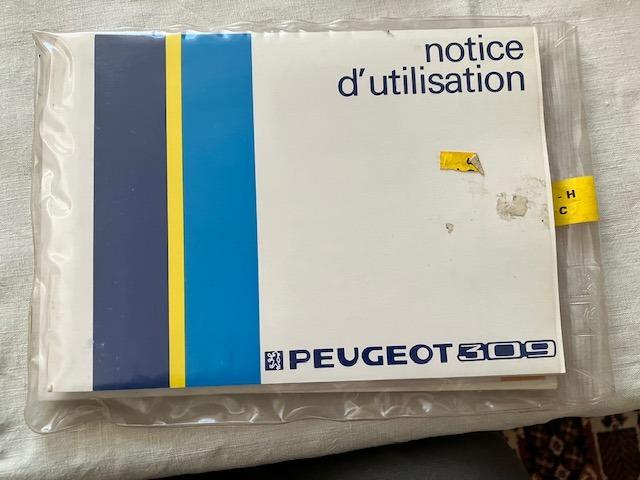 notice
d'utilisation
- H
C
PEUGEOT 309